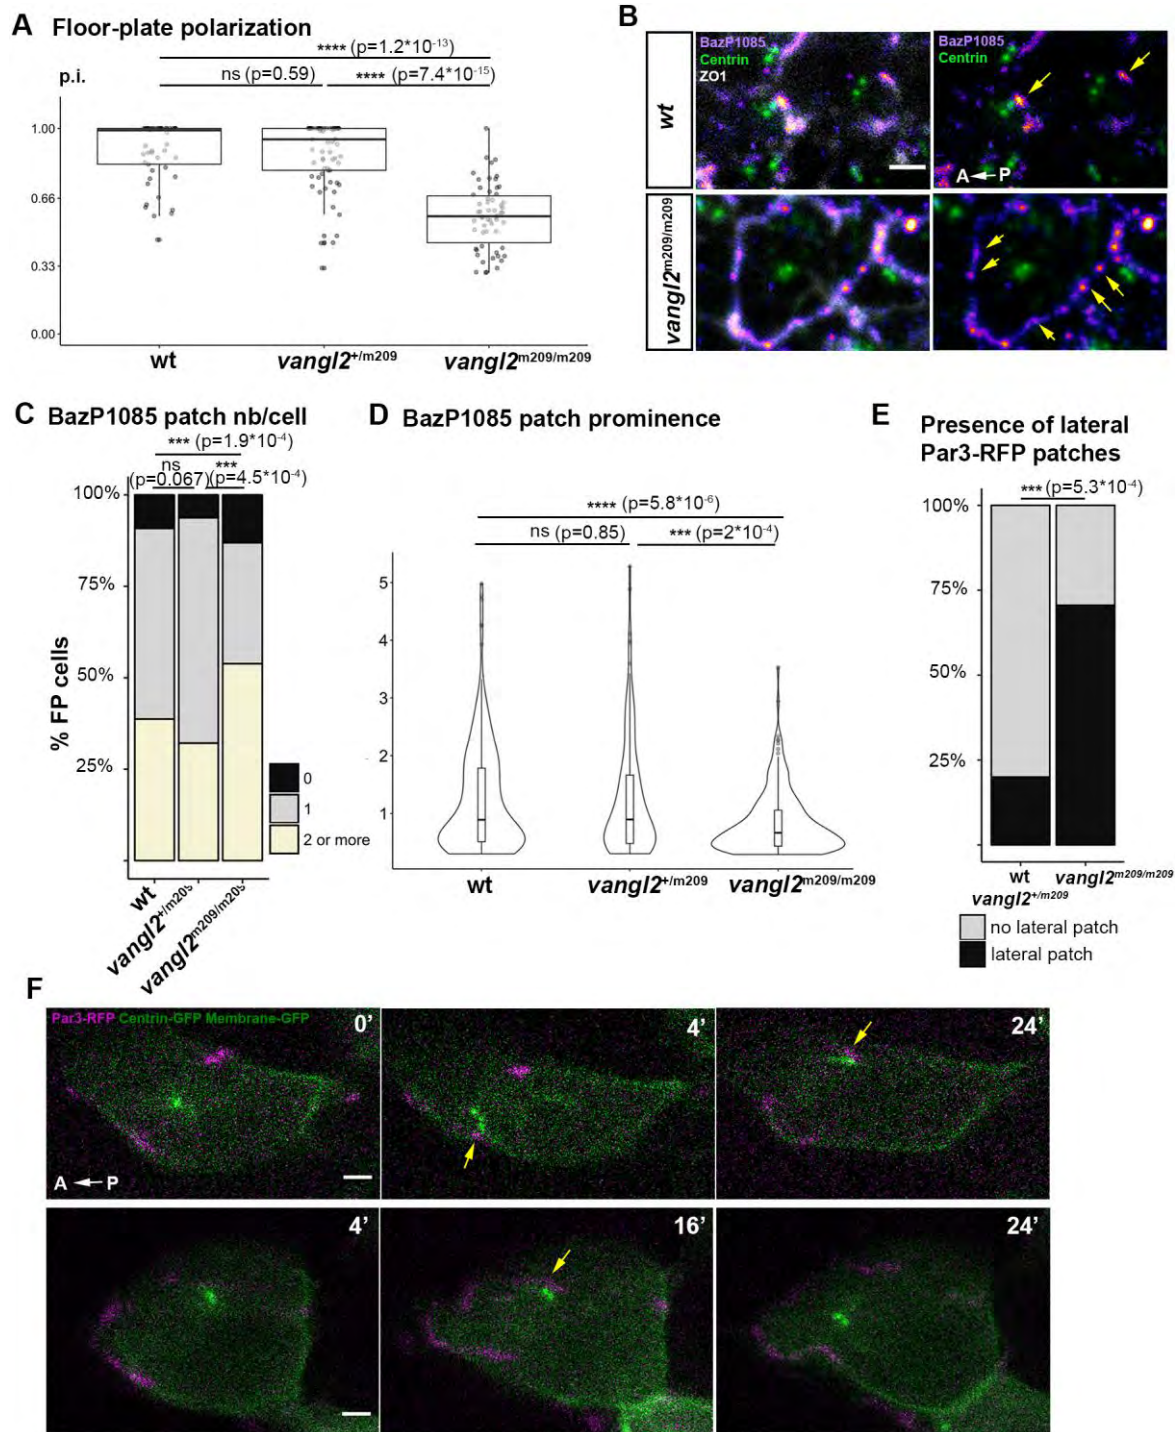 A Floor-plate polarization
**** (p=1.2*10-13)
p.i.
ns (p=0.59)
**** (p=7.4*10-15)
1.00
0.66
0.33
0.00
wt
vangl2+/m209
vangl2m209/m209
B
wt
BazP1085
Centrin
ZO1
BazP1085
Centrin
A P
vangl2m209/m209
C BazP1085 patch nb/cell
*** (p=1.9*10-4)
ns
(p=0.067)
***
(p=4.5*10-4)
% FP cells
100%
75%
50%
25%
0
1
2 or more
wt
vangl2+/m209
vangl2m209/m209
D BazP1085 patch prominence
**** (p=5.8*10-6)
ns (p=0.85)
*** (p=2*10-4)
5
4
3
2
1
wt
vangl2+/m209
vangl2m209/m209
E
Presence of lateral
Par3-RFP patches
*** (p=5.3*10-4)
100%
75%
50%
25%
wt
vangl2+/m209
vangl2m209/m209
no lateral patch
lateral patch
F
Par3-RFP Centrin-GFP Membrane-GFP
0'
4'
24'
A P
4'
16'
24'